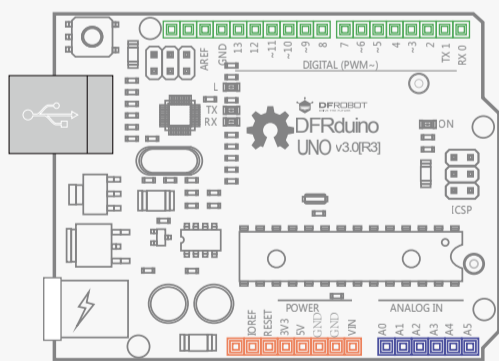 AREF
GND
13
12
~11
~10
~9
8
7
~6
~5
4
~3
2
TX 1
RX 0
DIGITAL (PWM~)
L
TX
RX
DFROBOT
DFRduino
UNO v3.0[R3]
ON
ICSP
POWER
ANALOG IN
IOREF
RESET
3V3
5V
GND
GND
VIN
A0
A1
A2
A3
A4
A5